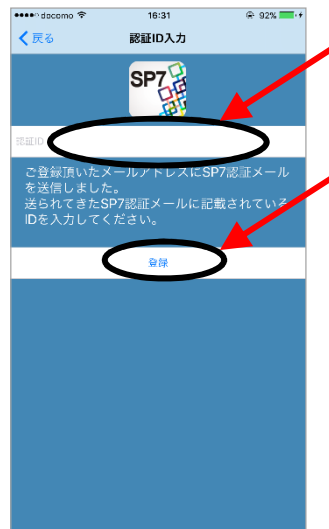 docomo 16:31 92%
戻る 認証ID入力
SP7
認証ID
ご登録頂いたメールアドレスにSP7認証メール
を送信しました。
送られてきたSP7認証メールに記載されている
IDを入力してください。
登録